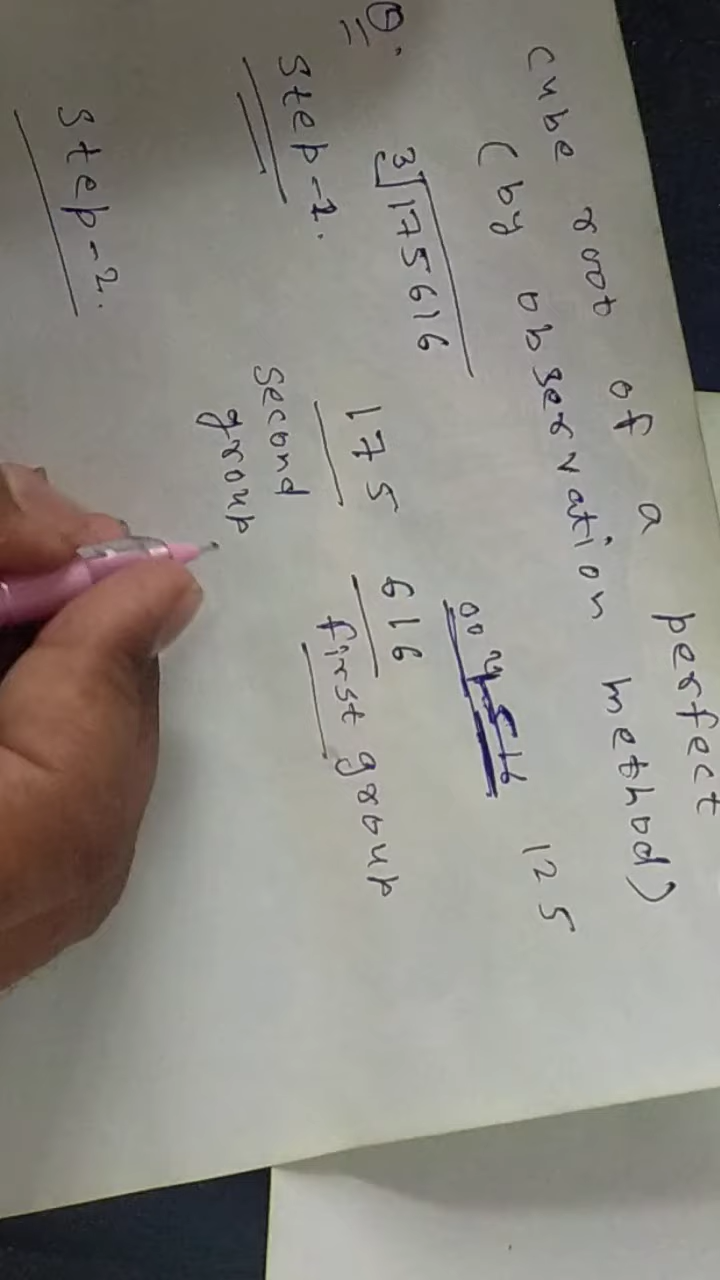 cube root of a perfect
(by observation method)
Q.
∛175616
125
Step-1.
175 616
second group
first group
Step-2.